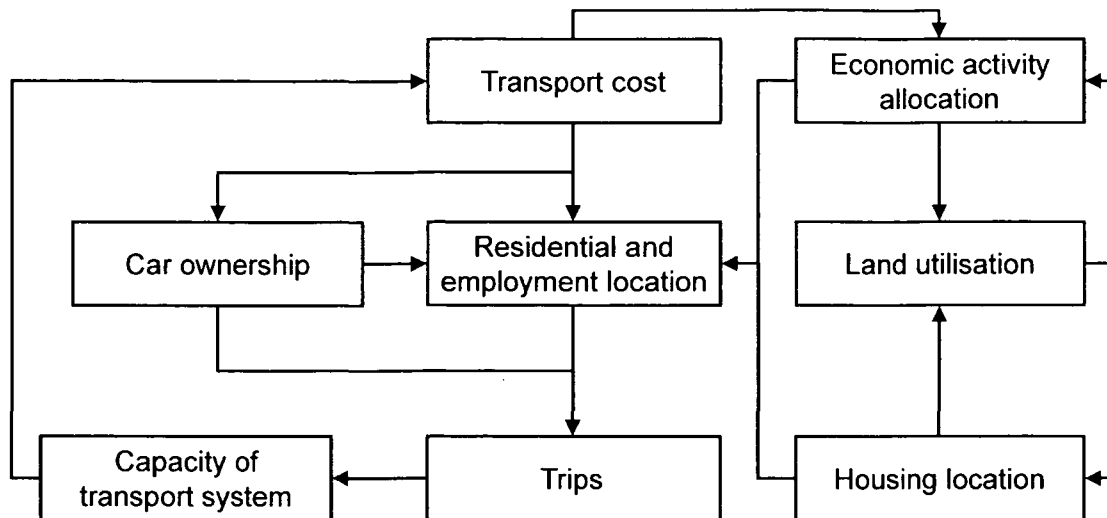 Transport cost
Economic activity
allocation
Car ownership
Residential and
employment location
Land utilisation
Capacity of
transport system
Trips
Housing location